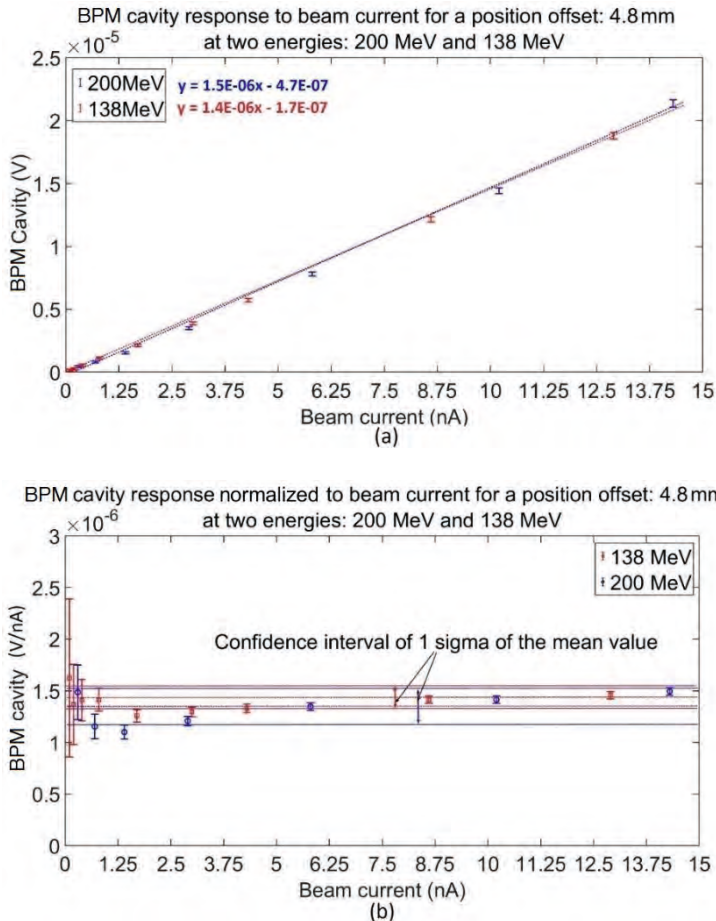 BPM cavity response to beam current for a position offset: 4.8mm
at two energies: 200 MeV and 138 MeV
×10⁻⁵
2.5
2
1.5
1
0.5
0
BPM Cavity (V)
200MeV y = 1.5E-06x - 4.7E-07
138MeV y = 1.4E-06x - 1.7E-07
0 1.25 2.5 3.75 5 6.25 7.5 8.75 10 11.25 12.5 13.75 15
Beam current (nA)
(a)
BPM cavity response normalized to beam current for a position offset: 4.8mm
at two energies: 200 MeV and 138 MeV
×10⁻⁶
3
2.5
2
1.5
1
0.5
0
BPM cavity (V/nA)
138 MeV
200 MeV
Confidence interval of 1 sigma of the mean value
0 1.25 2.5 3.75 5 6.25 7.5 8.75 10 11.25 12.5 13.75 15
Beam current (nA)
(b)